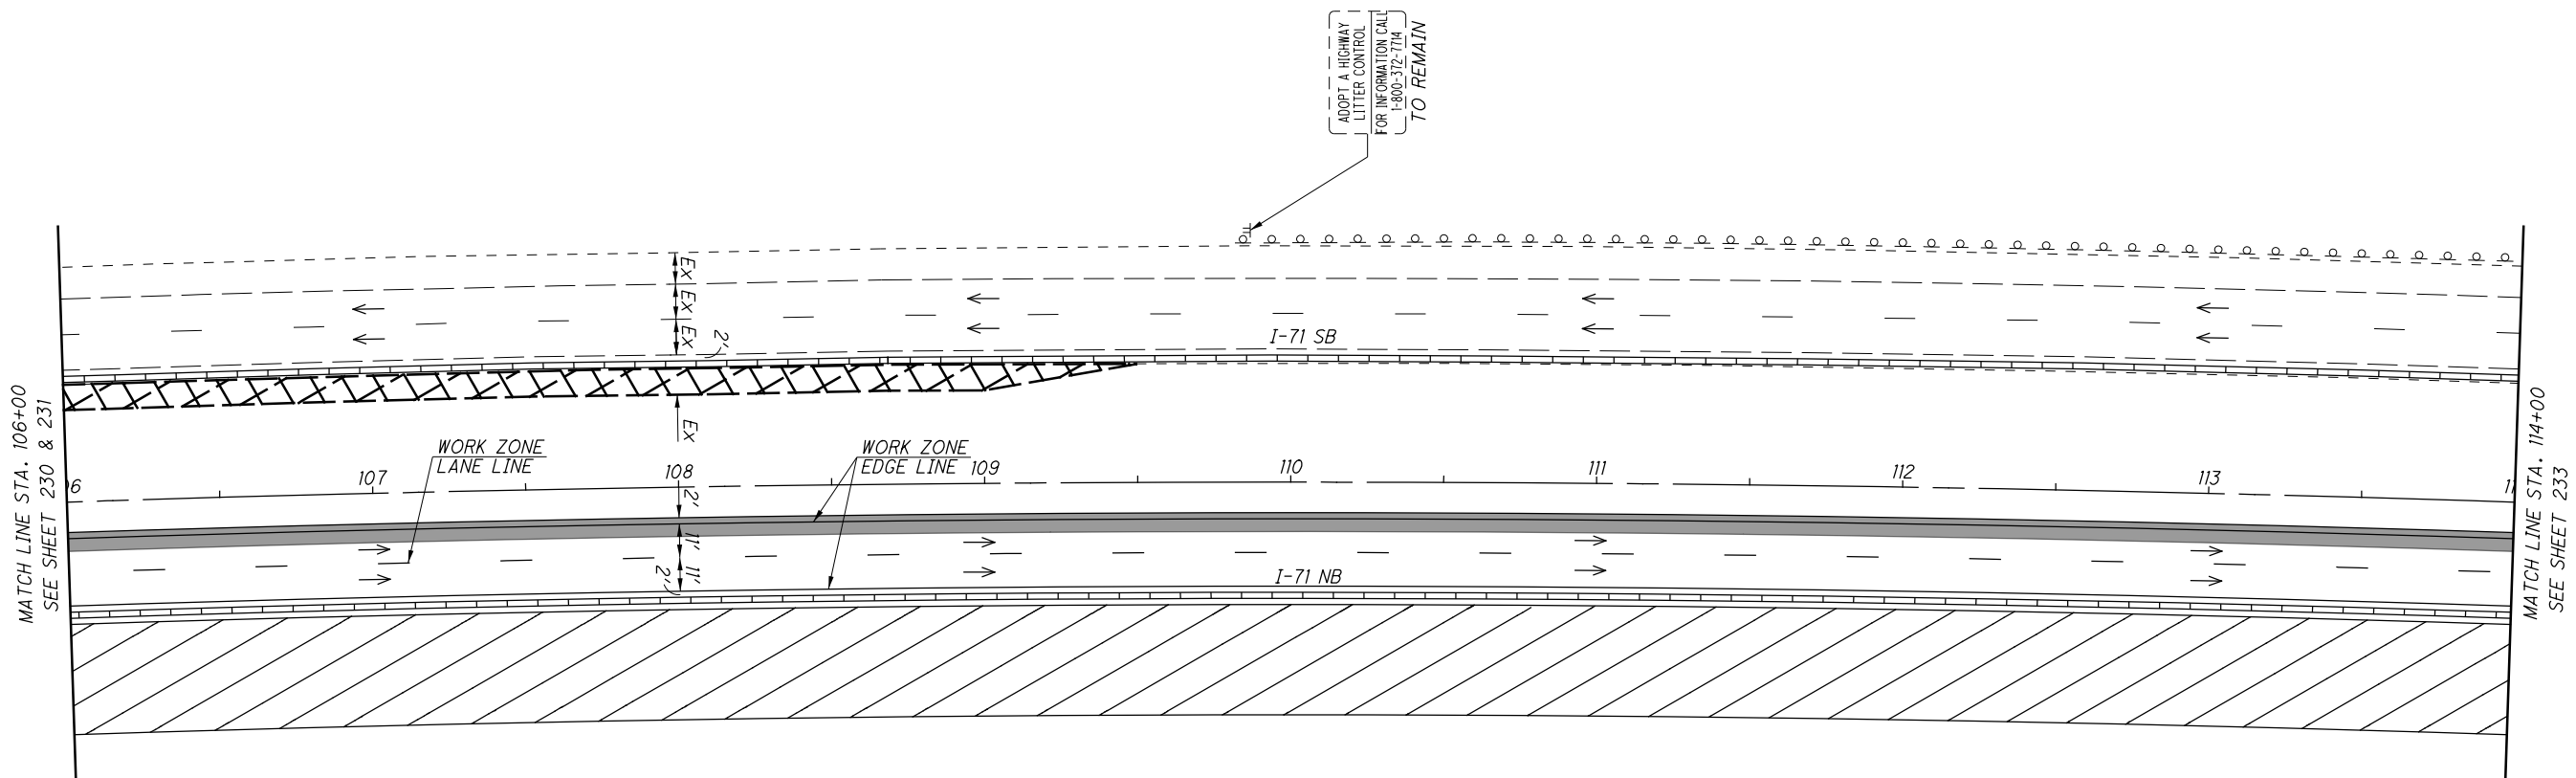 ADOPT A HIGHWAY
LITTER CONTROL
FOR INFORMATION CALL
1-800-372-7714
TO REMAIN
Ex
Ex
Ex
2'
I-71 SB
MATCH LINE STA. 106+00
SEE SHEET 230 & 231
Ex
WORK ZONE
LANE LINE
WORK ZONE
EDGE LINE
06
107
108
109
110
111
112
113
11
2'
11'
11'
2'
I-71 NB
MATCH LINE STA. 114+00
SEE SHEET 233